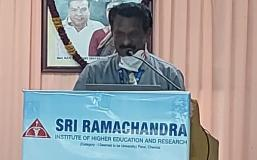 SRI RAMACHANDRA
INSTITUTE OF HIGHER EDUCATION AND RESEARCH
(Category - I Deemed to be University) Porur, Chennai